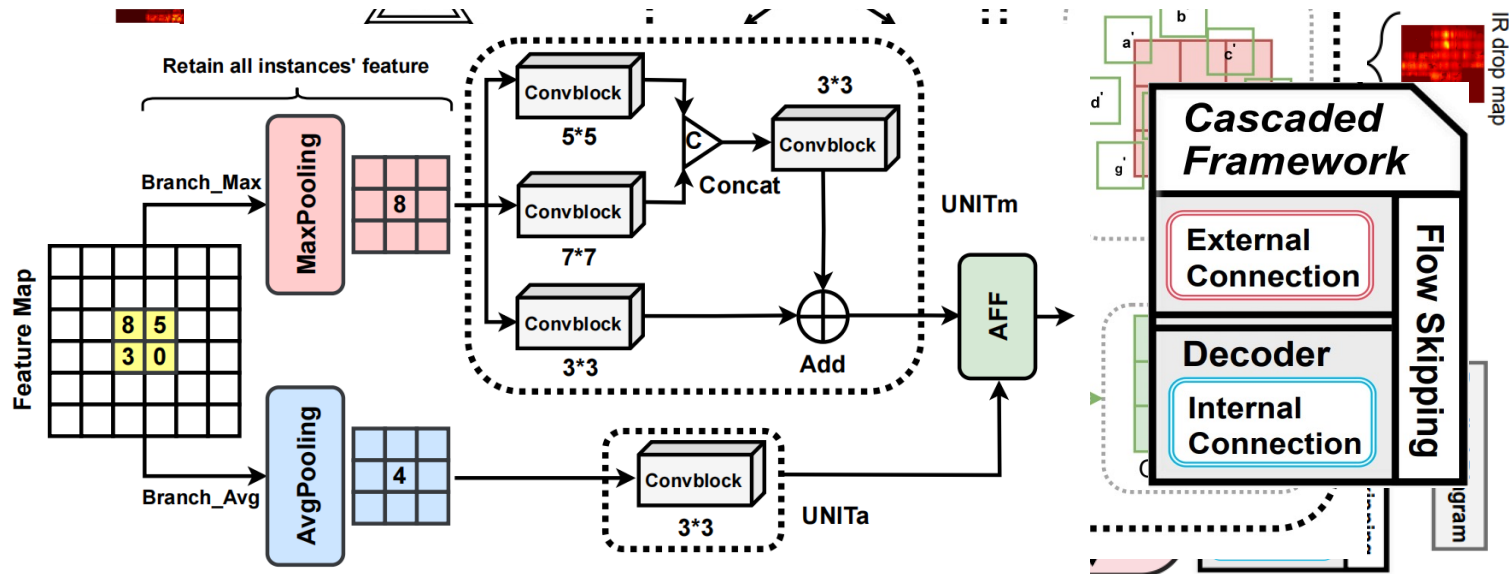 Retain all instances' feature
Branch_Max
MaxPooling
8
Feature Map
8 5
3 0
Branch_Avg
AvgPooling
4
Convblock
5*5
Convblock
7*7
Convblock
3*3
C
Concat
3*3
Convblock
Add
UNITm
Convblock
3*3
UNITa
AFF
a'
b'
c'
d'
g'
IR drop map
Cascaded
Framework
External
Connection
Decoder
Internal
Connection
Flow Skipping